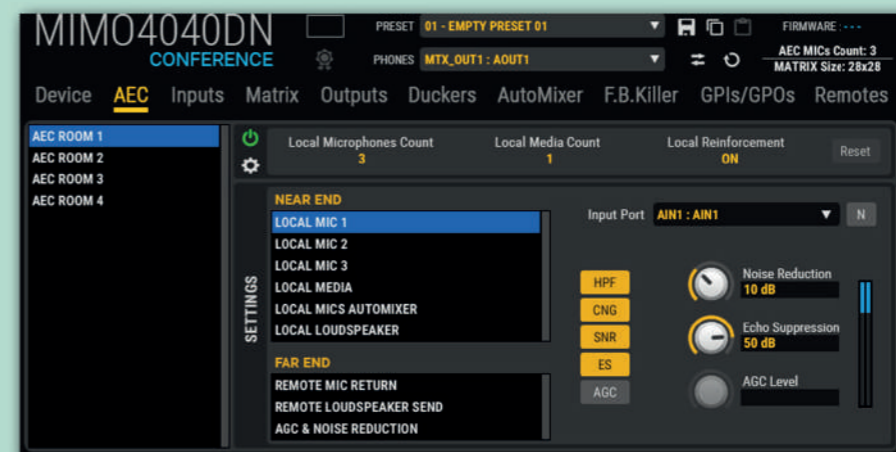 MIMO4040DN
CONFERENCE
PRESET 01 - EMPTY PRESET 01
PHONES MTX_OUT1 : AOUT1
FIRMWARE : ---
AEC MICs Count: 3
MATRIX Size: 28x28
Device AEC Inputs Matrix Outputs Duckers AutoMixer F.B.Killer GPIs/GPOs Remotes
AEC ROOM 1
AEC ROOM 2
AEC ROOM 3
AEC ROOM 4
Local Microphones Count
3
Local Media Count
1
Local Reinforcement
ON
Reset
SETTINGS
NEAR END
LOCAL MIC 1
LOCAL MIC 2
LOCAL MIC 3
LOCAL MEDIA
LOCAL MICS AUTOMIXER
LOCAL LOUDSPEAKER
FAR END
REMOTE MIC RETURN
REMOTE LOUDSPEAKER SEND
AGC & NOISE REDUCTION
Input Port AIN1 : AIN1 N
HPF
CNG
SNR
ES
AGC
Noise Reduction
10 dB
Echo Suppression
50 dB
AGC Level